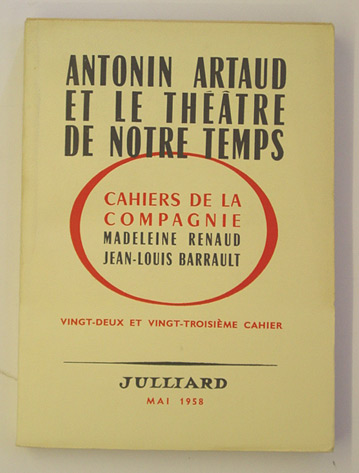 ANTONIN ARTAUD
ET LE THÉÂTRE
DE NOTRE TEMPS
CAHIERS DE LA
COMPAGNIE
MADELEINE RENAUD
JEAN-LOUIS BARRAULT
VINGT-DEUX ET VINGT-TROISIÈME CAHIER
JULLIARD
MAI 1958